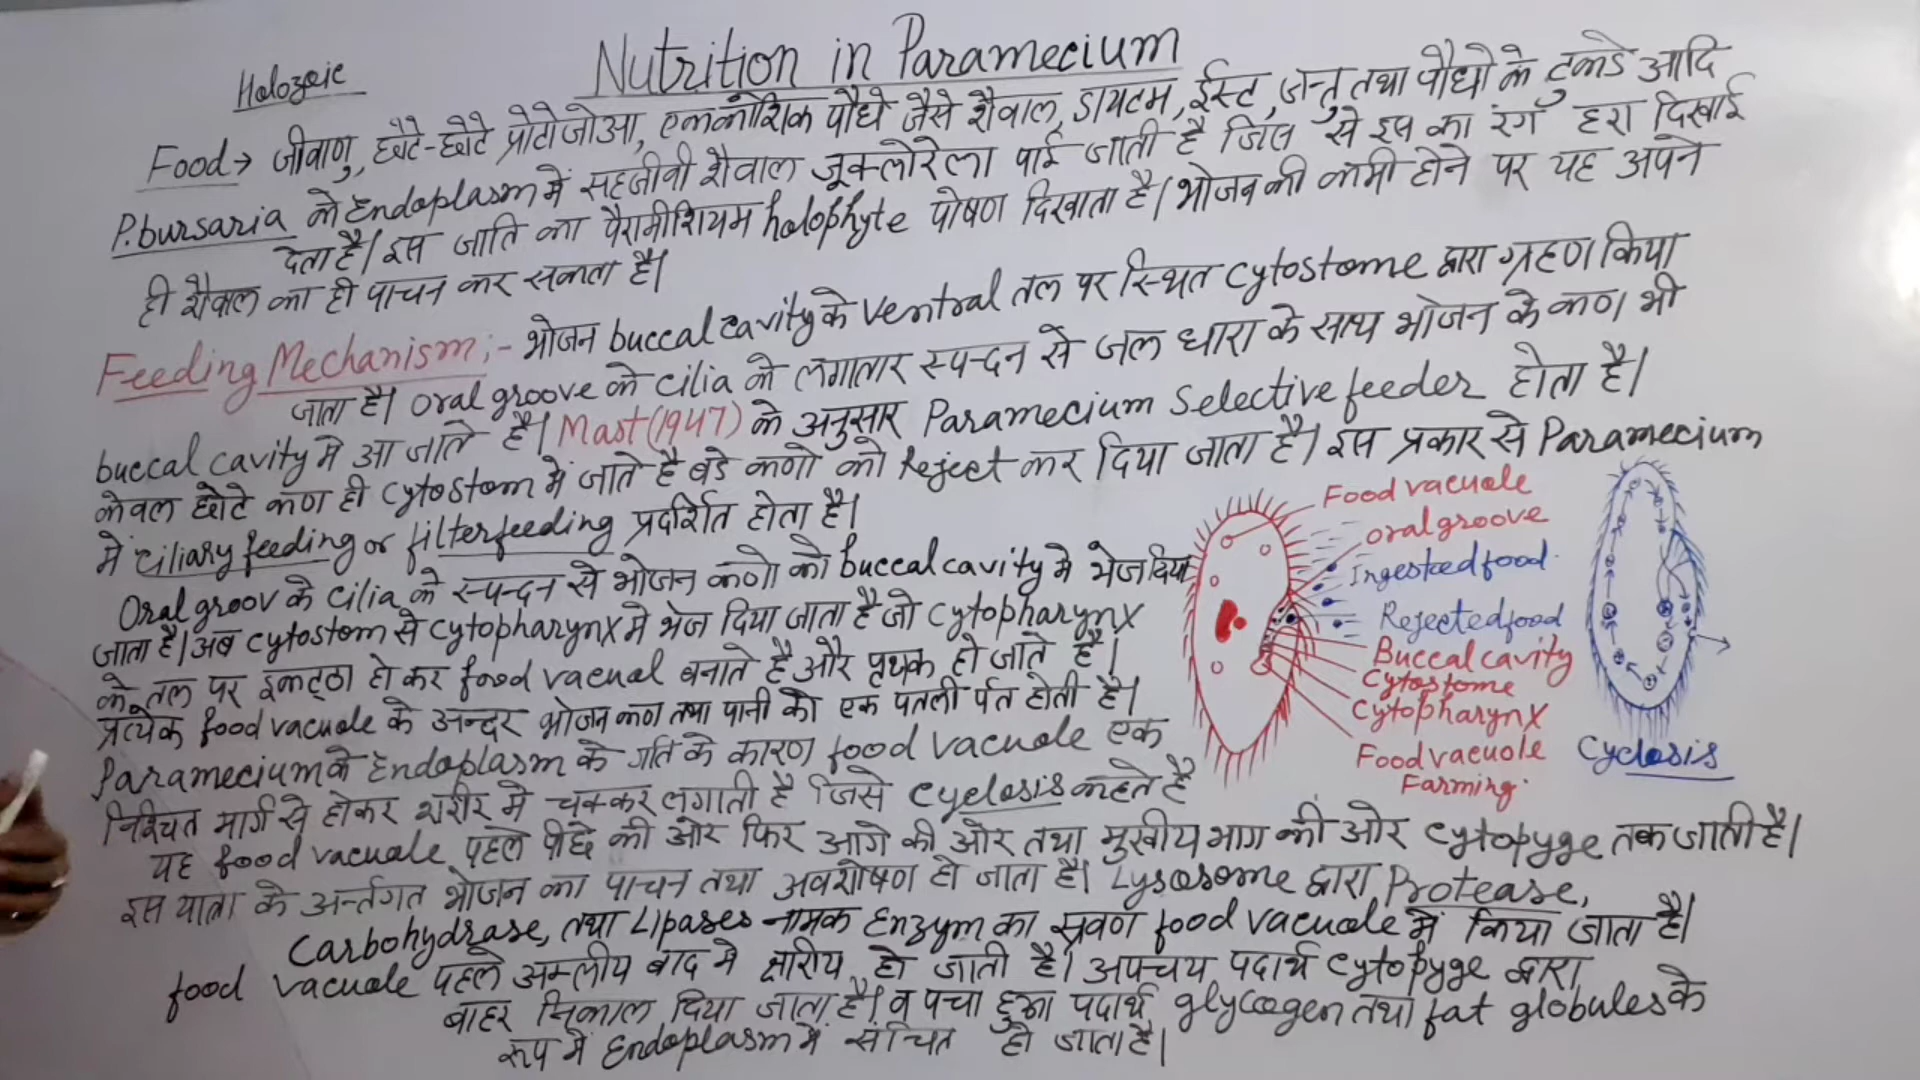 Nutrition in Paramecium
Holozoic
Food→ जीवाणु, छोटे-छोटे प्रोटोजोआ, एककोशिक पौधे जैसे शैवाल, डायटम, ईस्ट, जन्तु तथा पौधो के टुकडे आदि
P.bursaria के Endoplasm में सहजीवी शैवाल जूक्लोरेला पाई जाती है जिस से इस का रंग हरा दिखाई
देता है। इस जाति का पैरामीशियम holophyte पोषण दिखाता है। भोजन की कमी होने पर यह अपने
ही शैवाल का ही पाचन कर सकता है।
Feeding Mechanism:- भोजन buccal cavity के ventral तल पर स्थित cytostome द्वारा ग्रहण किया
जाता है। oral groove के cilia के लगातार स्पन्दन से जल धारा के साथ भोजन के कण भी
buccal cavity मे आ जाते है। Mast (1947) के अनुसार Paramecium Selective feeder होता है।
केवल छोटे कण ही cytostom में जाते है बडे कणो को Reject कर दिया जाता है। इस प्रकार से Paramecium
में ciliary feeding or filterfeeding प्रदर्शित होता है।
Oral groov के cilia के स्पन्दन से भोजन कणो को buccal cavity मे भेज दिया
जाता है। अब cytostom से cytopharynx मे भेज दिया जाता है जो cytopharynx
के तल पर इकट्ठा हो कर food vacual बनाते है और पृथक हो जाते है।
प्रत्येक food vacuole के अन्दर भोजन कण तथा पानी की एक पतली पर्त होती है।
Paramecium के Endoplasm के गति के कारण food vacuole एक
निश्चित मार्ग से होकर शरीर मे चक्कर लगाती है जिसे cyclosis कहते है
यह food vacuole पहले पीछे की ओर फिर आगे की ओर तथा मुखीय भाग की ओर cytopyge तक जाती है।
इस यात्रा के अर्न्तगत भोजन का पाचन तथा अवशोषण हो जाता है। Lysosome द्वारा Protease,
Carbohydrase, तथा Lipases नामक Enzym का स्रवण food vacuole में किया जाता है।
food vacuole पहले अम्लीय बाद मे क्षारीय हो जाती है। अपचय पदार्थ cytopyge द्वारा
बाहर निकाल दिया जाता है। व पचा हुआ पदार्थ glycogen तथा fat globules के
रूप में Endoplasm में संचित हो जाता है।
Food vacuole
oral groove
Ingested food
Rejected food
Buccal cavity
Cytostome
Cytopharynx
Food vacuole
Farming
Cyclosis